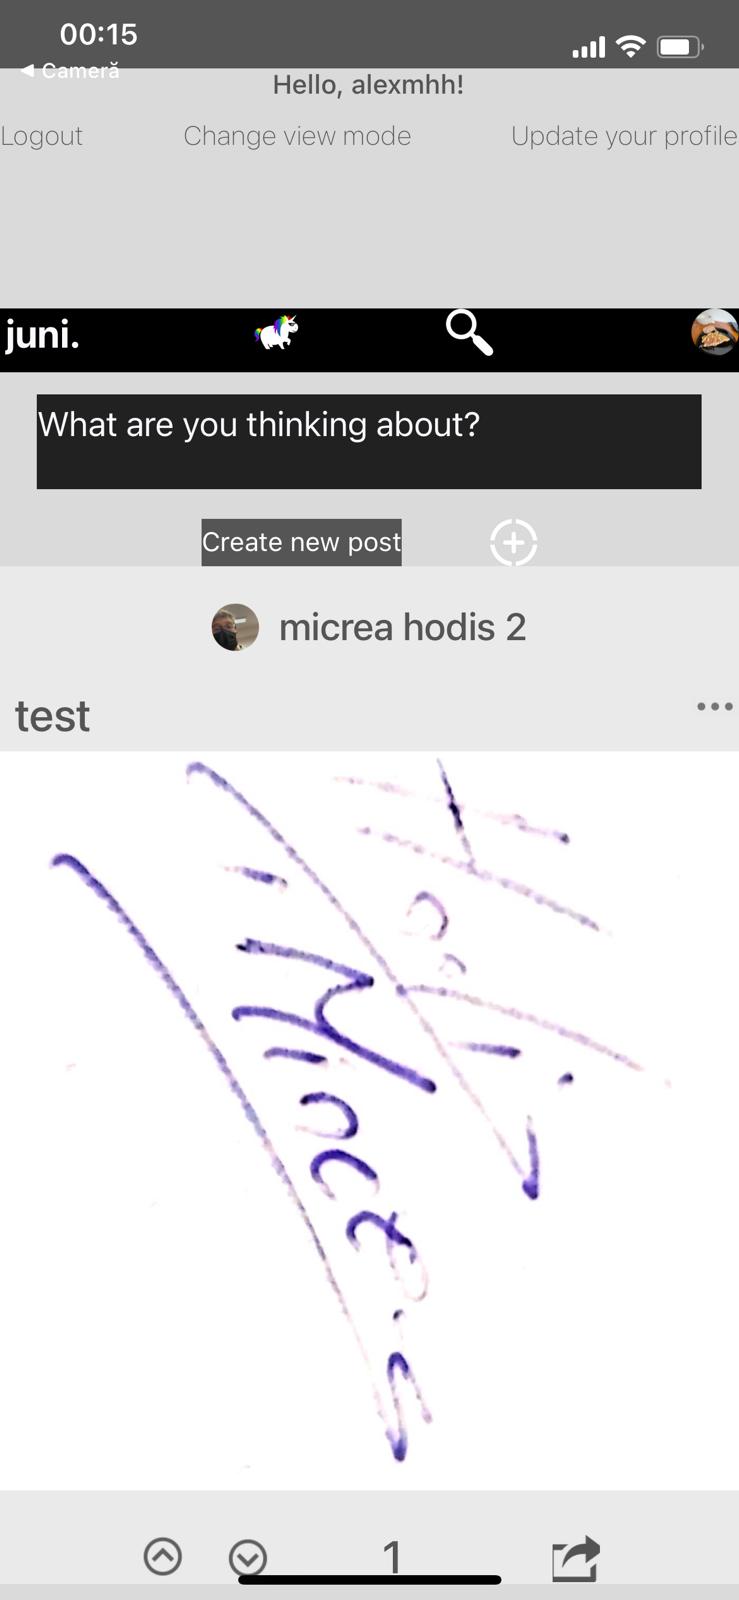 00:15
Cameră
Hello, alexmhh!
Logout Change view mode Update your profile
juni.
What are you thinking about?
Create new post
micrea hodis 2
test
1